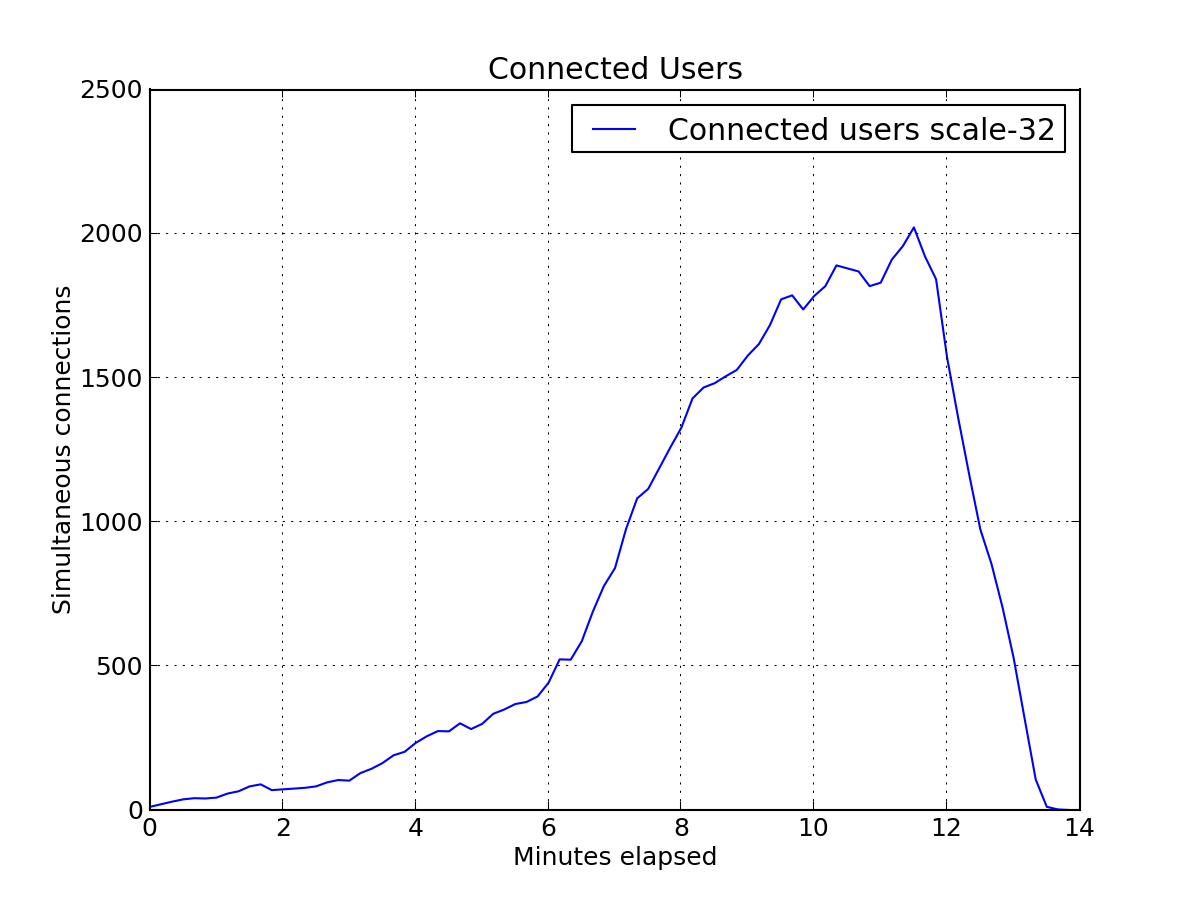 Connected Users
Connected users scale-32
2500
2000
1500
1000
500
0
Simultaneous connections
0 2 4 6 8 10 12 14
Minutes elapsed